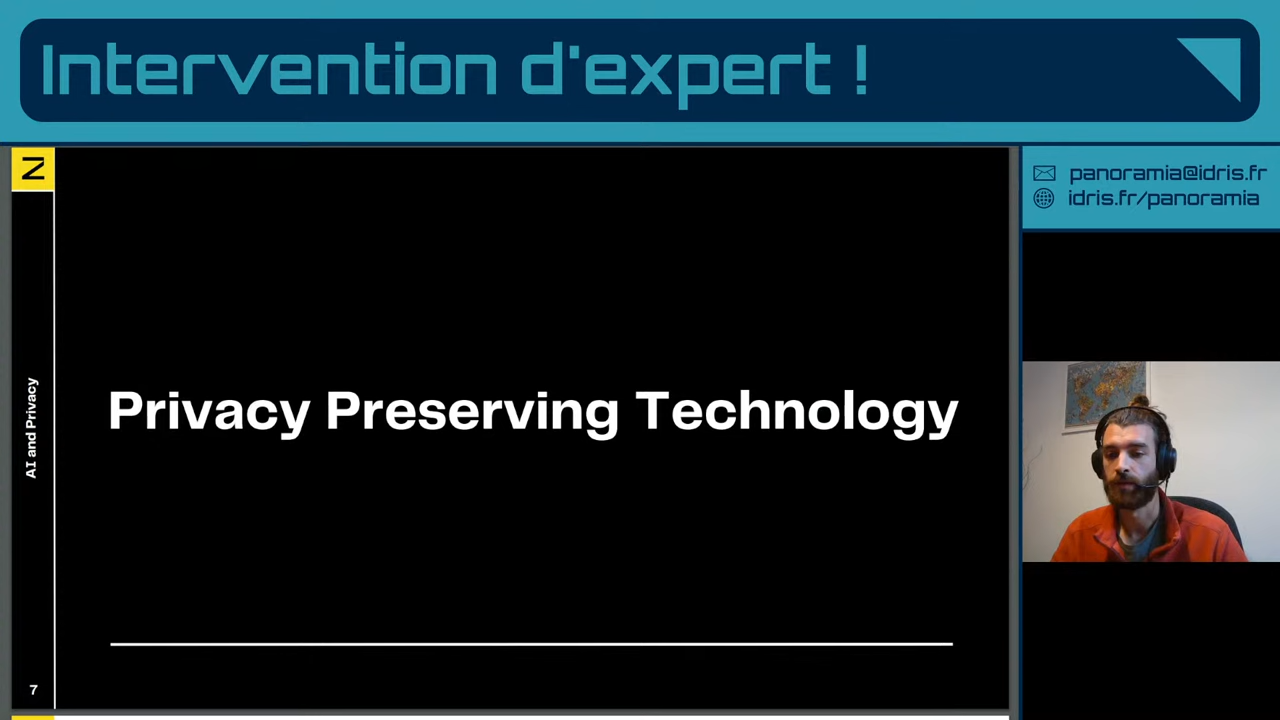 Intervention d'expert !
panoramia@idris.fr
idris.fr/panoramia
Z
AI and Privacy
Privacy Preserving Technology
7